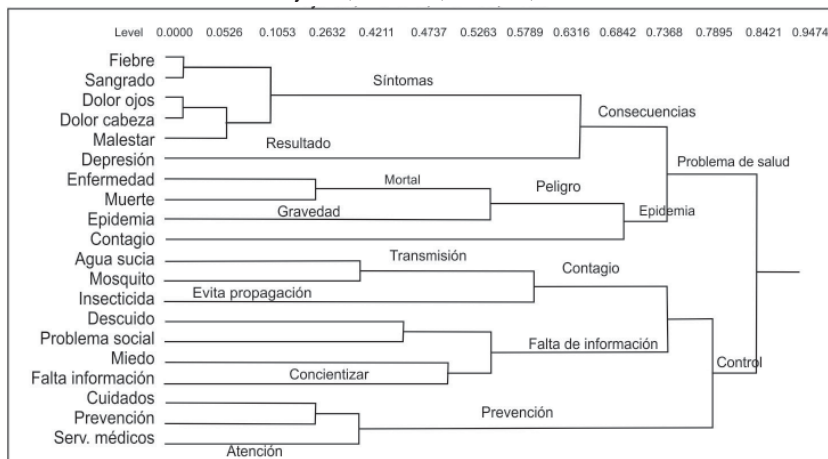 Level 0.0000 0.0526 0.1053 0.2632 0.4211 0.4737 0.5263 0.5789 0.6316 0.6842 0.7368 0.7895 0.8421 0.9474
Fiebre
Síntomas
Sangrado
Dolor ojos
Dolor cabeza
Consecuencias
Malestar
Resultado
Depresión
Problema de salud
Enfermedad
Mortal
Peligro
Muerte
Gravedad
Epidemia
Epidemia
Contagio
Agua sucia
Transmisión
Contagio
Mosquito
Evita propagación
Insecticida
Descuido
Problema social
Falta de información
Miedo
Control
Falta información
Concientizar
Cuidados
Prevención
Prevención
Serv. médicos
Atención